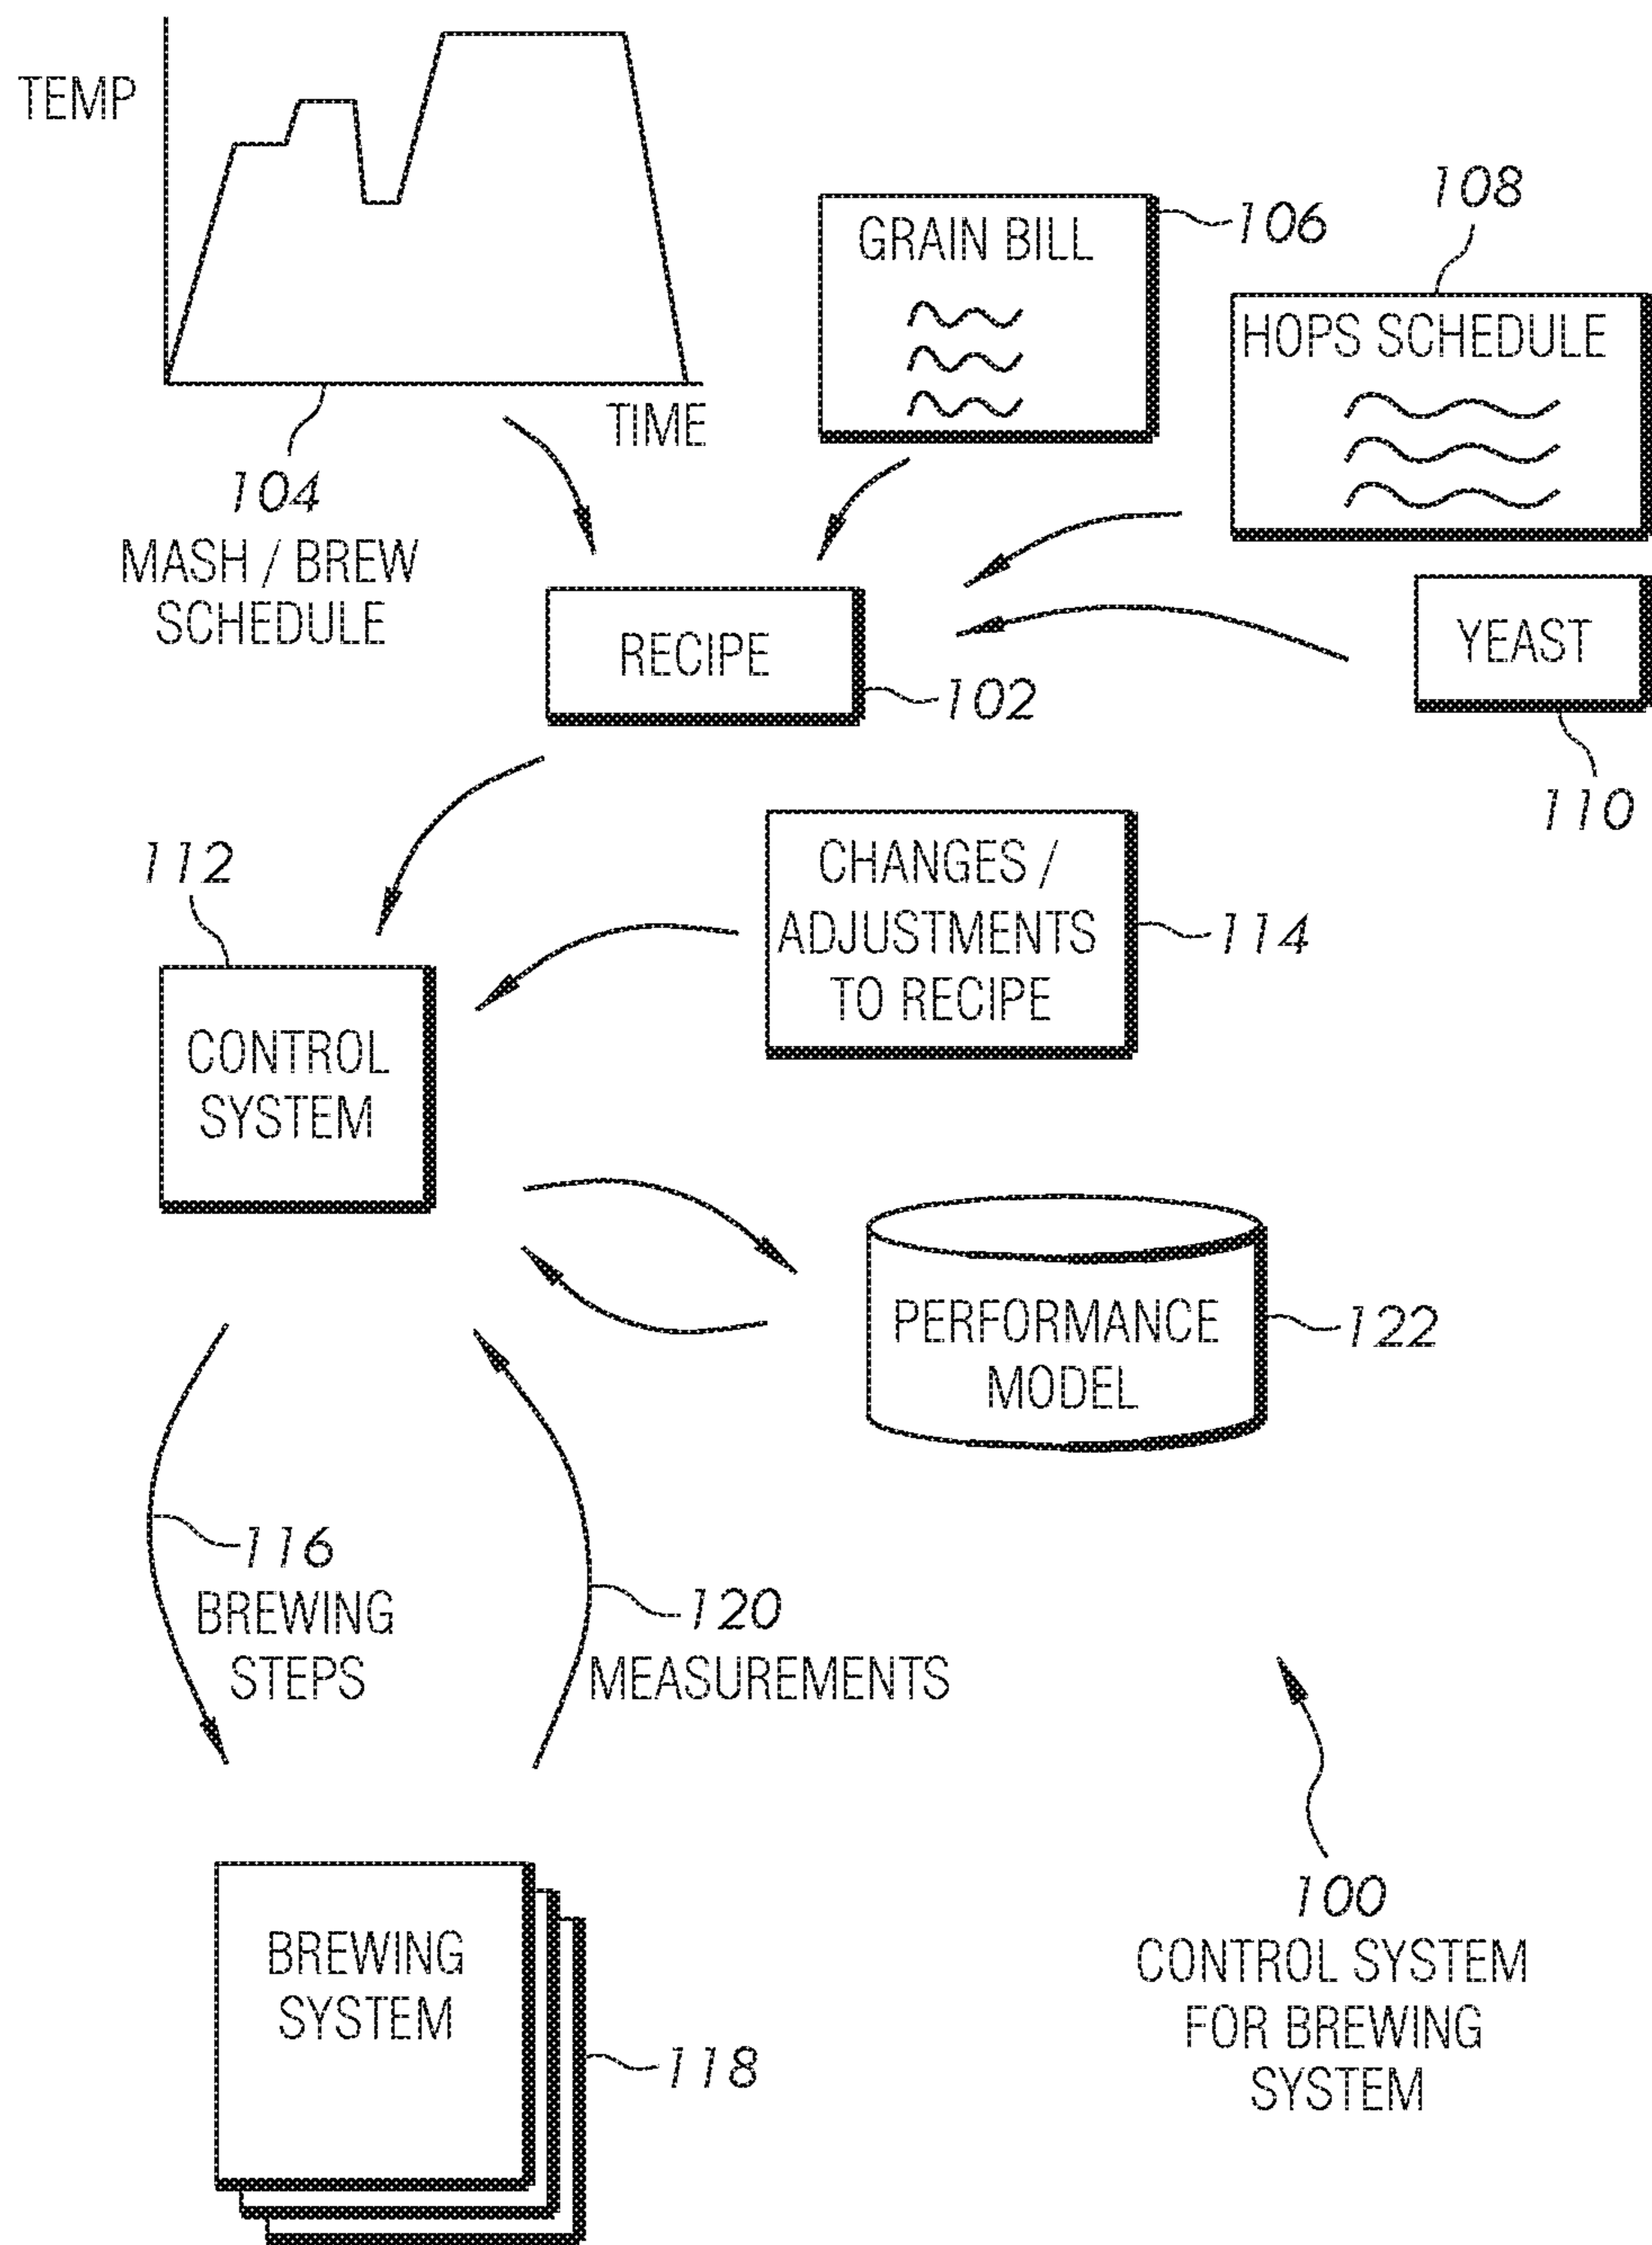 TEMP
TIME
104
MASH / BREW
SCHEDULE
GRAIN BILL
106
108
HOPS SCHEDULE
RECIPE
102
YEAST
110
112
CONTROL
SYSTEM
CHANGES /
ADJUSTMENTS
TO RECIPE
114
PERFORMANCE
MODEL
122
116
BREWING
STEPS
120
MEASUREMENTS
BREWING
SYSTEM
118
100
CONTROL SYSTEM
FOR BREWING
SYSTEM